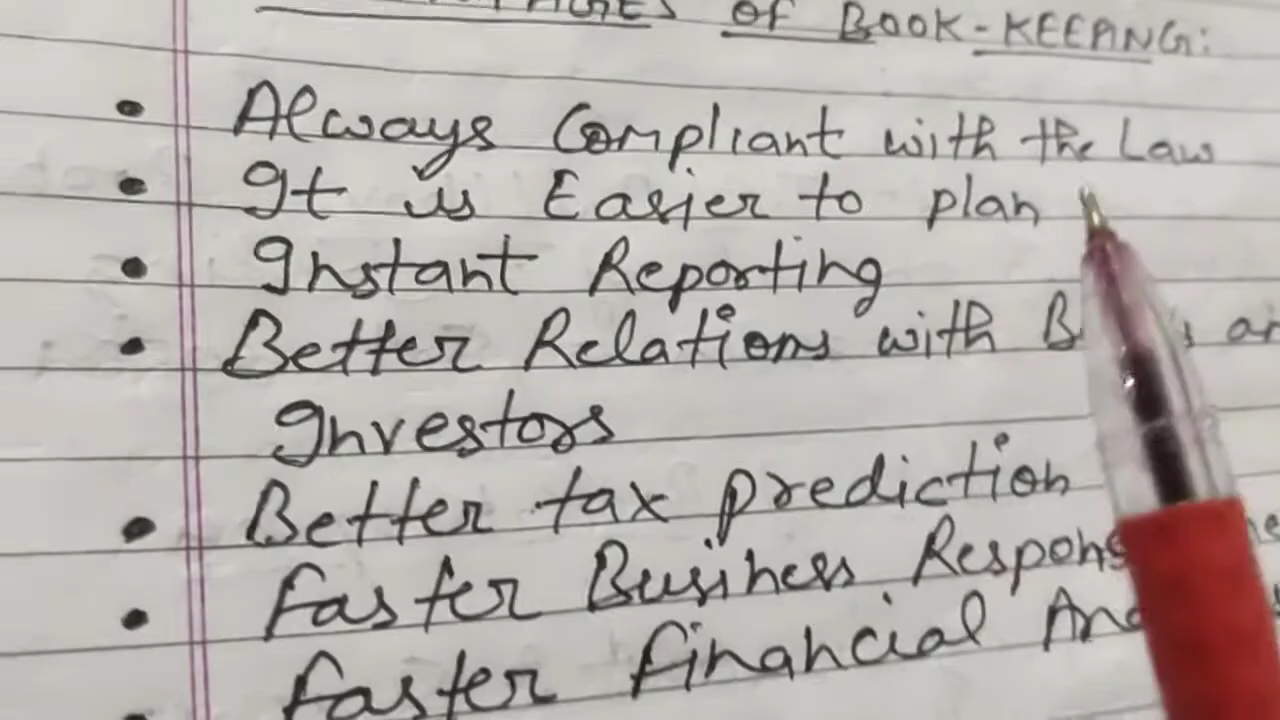 OF BOOK-KEEPING:
• Always Compliant with the Law
• It is Easier to plan
• Instant Reporting
• Better Relations with
Investors
• Better tax prediction
• Faster Business
• Faster financial